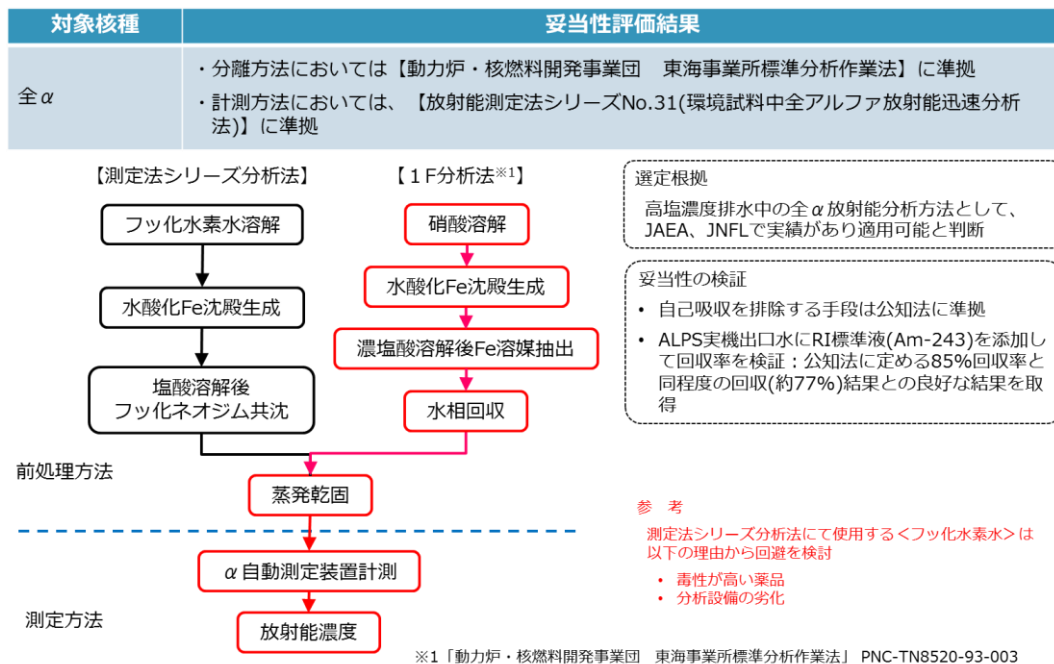 対象核種
妥当性評価結果
全α
・分離方法においては【動力炉・核燃料開発事業団　東海事業所標準分析作業法】に準拠
・計測方法においては、【放射能測定法シリーズNo.31(環境試料中全アルファ放射能迅速分析
法)】に準拠
【測定法シリーズ分析法】
【１F分析法※1】
フッ化水素水溶解
硝酸溶解
水酸化Fe沈殿生成
水酸化Fe沈殿生成
濃塩酸溶解後Fe溶媒抽出
塩酸溶解後
フッ化ネオジム共沈
水相回収
前処理方法
蒸発乾固
α自動測定装置計測
測定方法
放射能濃度
選定根拠
高塩濃度排水中の全α放射能分析方法として、
JAEA、JNFLで実績があり適用可能と判断
妥当性の検証
• 自己吸収を排除する手段は公知法に準拠
• ALPS実機出口水にRI標準液(Am-243)を添加し
て回収率を検証：公知法に定める85%回収率と
同程度の回収(約77%)結果との良好な結果を取
得
参　考
測定法シリーズ分析法にて使用する＜フッ化水素水＞は
以下の理由から回避を検討
• 毒性が高い薬品
• 分析設備の劣化
※1「動力炉・核燃料開発事業団　東海事業所標準分析作業法」 PNC-TN8520-93-003